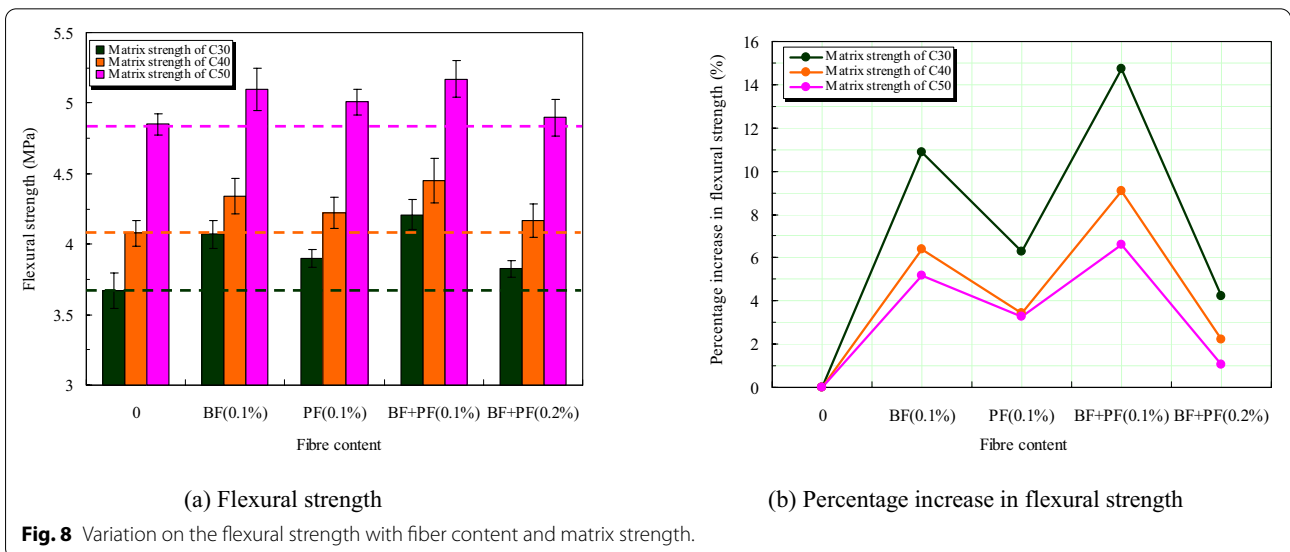 5.5
5
4.5
4
3.5
3
Flexural strength (MPa)
Matrix strength of C30
Matrix strength of C40
Matrix strength of C50
0 BF(0.1%) PF(0.1%) BF+PF(0.1%) BF+PF(0.2%)
Fibre content
(a) Flexural strength
16
14
12
10
8
6
4
2
0
Percentage increase in flexural strength (%)
Matrix strength of C30
Matrix strength of C40
Matrix strength of C50
0 BF(0.1%) PF(0.1%) BF+PF(0.1%) BF+PF(0.2%)
Fibre content
(b) Percentage increase in flexural strength
Fig. 8 Variation on the flexural strength with fiber content and matrix strength.